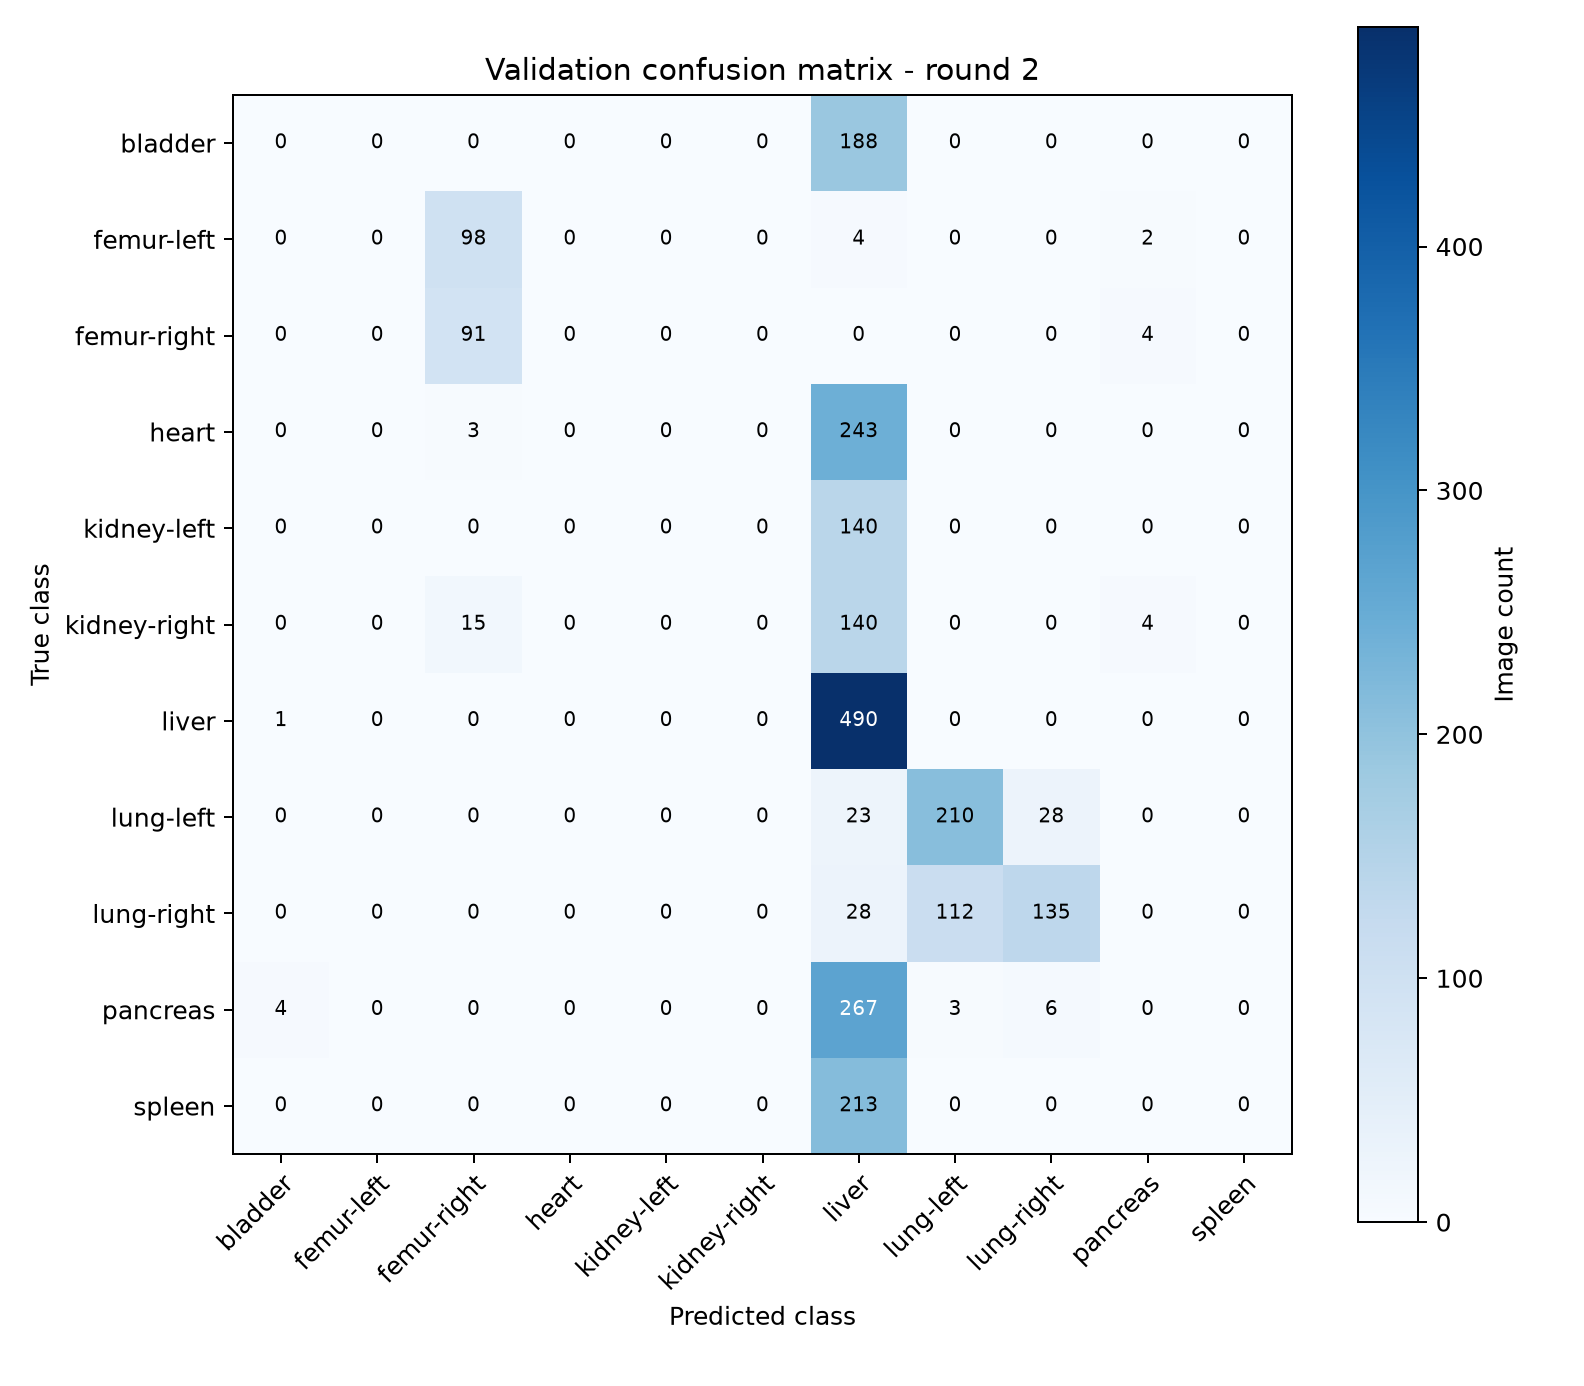 Validation confusion matrix - round 2
bladder 0 0 0 0 0 0 188 0 0 0 0
femur-left 0 0 98 0 0 0 4 0 0 2 0
femur-right 0 0 91 0 0 0 0 0 0 4 0
heart 0 0 3 0 0 0 243 0 0 0 0
kidney-left 0 0 0 0 0 0 140 0 0 0 0
kidney-right 0 0 15 0 0 0 140 0 0 4 0
liver 1 0 0 0 0 0 490 0 0 0 0
lung-left 0 0 0 0 0 0 23 210 28 0 0
lung-right 0 0 0 0 0 0 28 112 135 0 0
pancreas 4 0 0 0 0 0 267 3 6 0 0
spleen 0 0 0 0 0 0 213 0 0 0 0
True class
bladder
femur-left
femur-right
heart
kidney-left
kidney-right
liver
lung-left
lung-right
pancreas
spleen
Predicted class
400
300
200
100
0
Image count